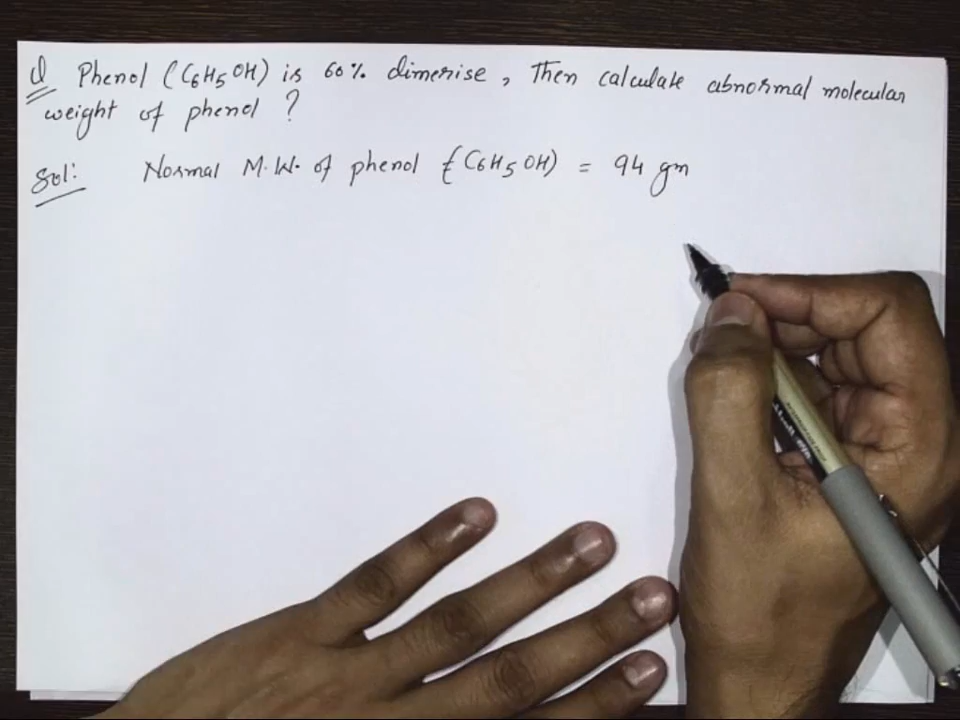 Q Phenol (C6H5OH) is 60% dimerise, Then calculate abnormal molecular
weight of phenol ?
Sol: Normal M.W. of phenol (C6H5OH) = 94 gm